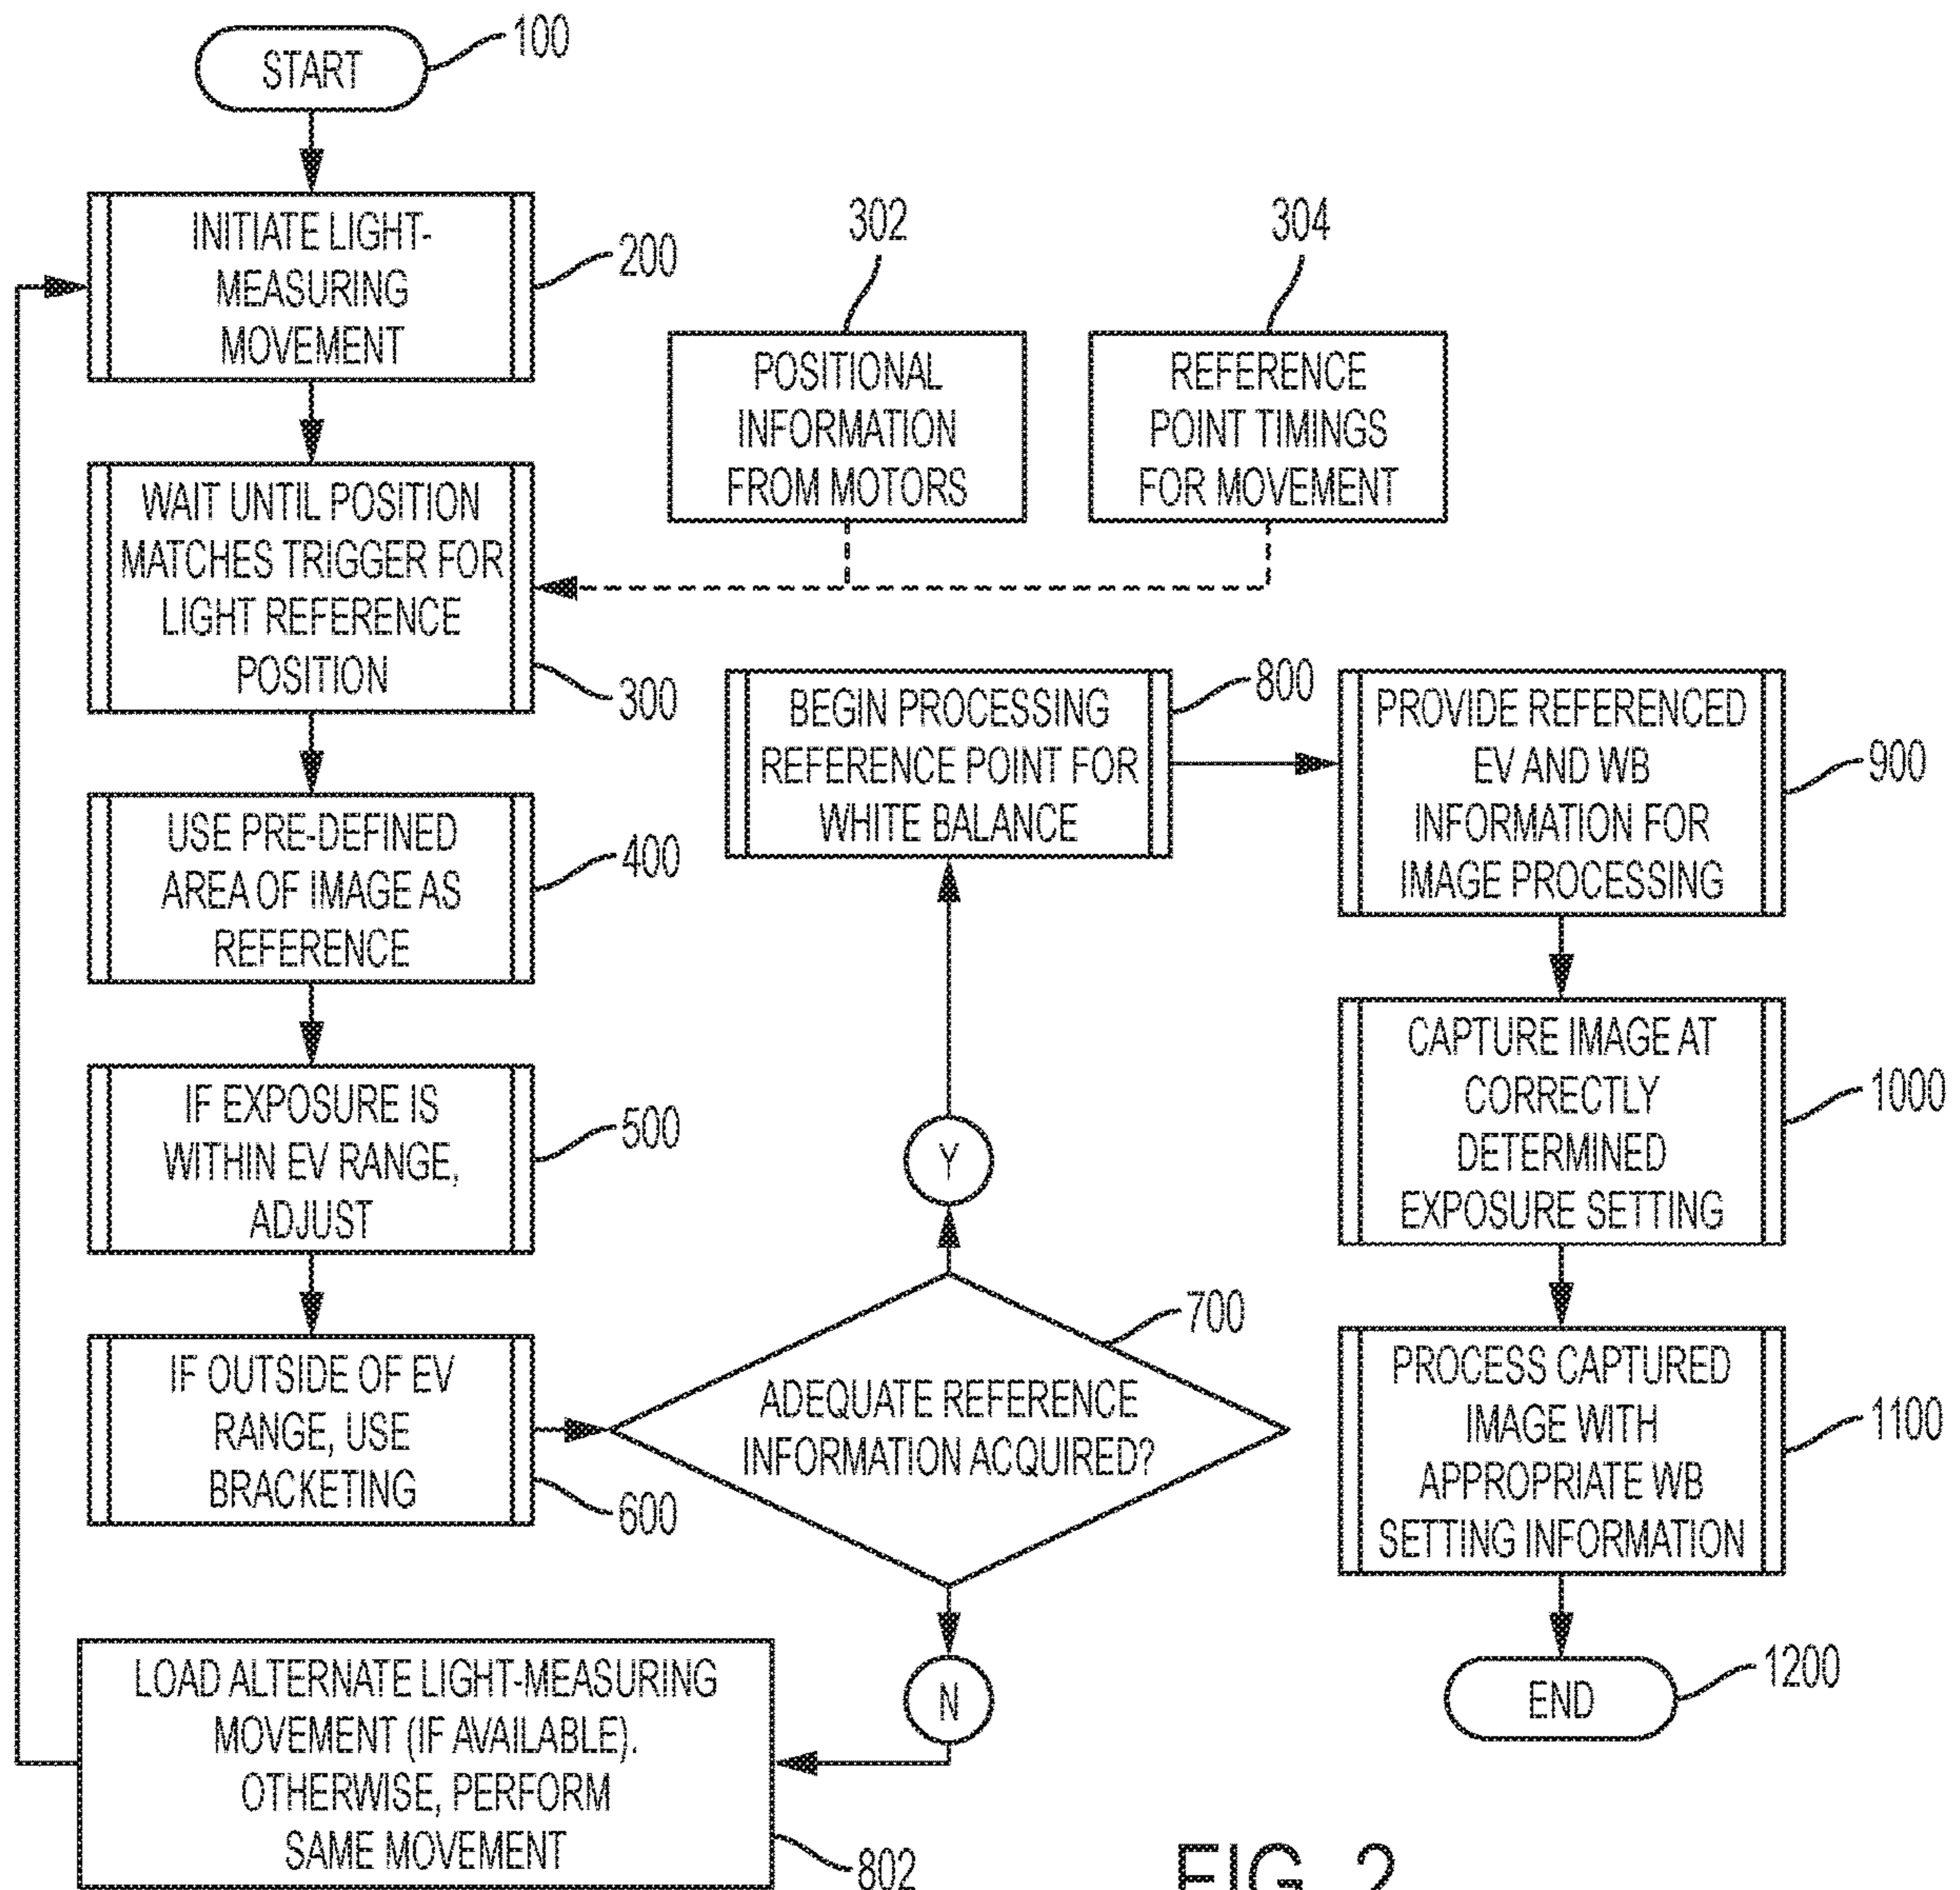 START
100
INITIATE LIGHT-
MEASURING
MOVEMENT
200
302
POSITIONAL
INFORMATION
FROM MOTORS
304
REFERENCE
POINT TIMINGS
FOR MOVEMENT
WAIT UNTIL POSITION
MATCHES TRIGGER FOR
LIGHT REFERENCE
POSITION
300
USE PRE-DEFINED
AREA OF IMAGE AS
REFERENCE
400
IF EXPOSURE IS
WITHIN EV RANGE,
ADJUST
500
IF OUTSIDE OF EV
RANGE, USE
BRACKETING
600
ADEQUATE REFERENCE
INFORMATION ACQUIRED?
700
Y
N
BEGIN PROCESSING
REFERENCE POINT FOR
WHITE BALANCE
800
LOAD ALTERNATE LIGHT-MEASURING
MOVEMENT (IF AVAILABLE).
OTHERWISE, PERFORM
SAME MOVEMENT
802
PROVIDE REFERENCED
EV AND WB
INFORMATION FOR
IMAGE PROCESSING
900
CAPTURE IMAGE AT
CORRECTLY
DETERMINED
EXPOSURE SETTING
1000
PROCESS CAPTURED
IMAGE WITH
APPROPRIATE WB
SETTING INFORMATION
1100
END
1200
FIG. 2